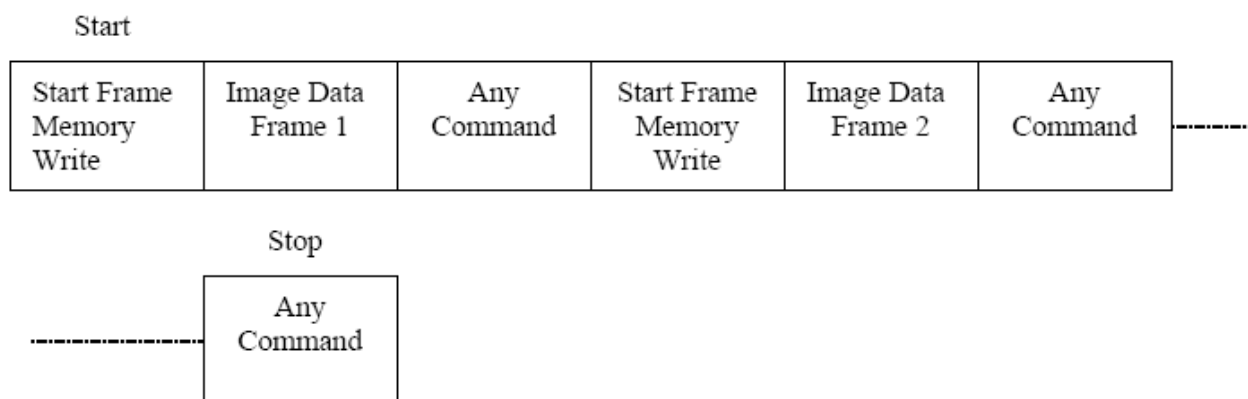 Start
Start Frame
Memory
Write
Image Data
Frame 1
Any
Command
Start Frame
Memory
Write
Image Data
Frame 2
Any
Command
Stop
Any
Command